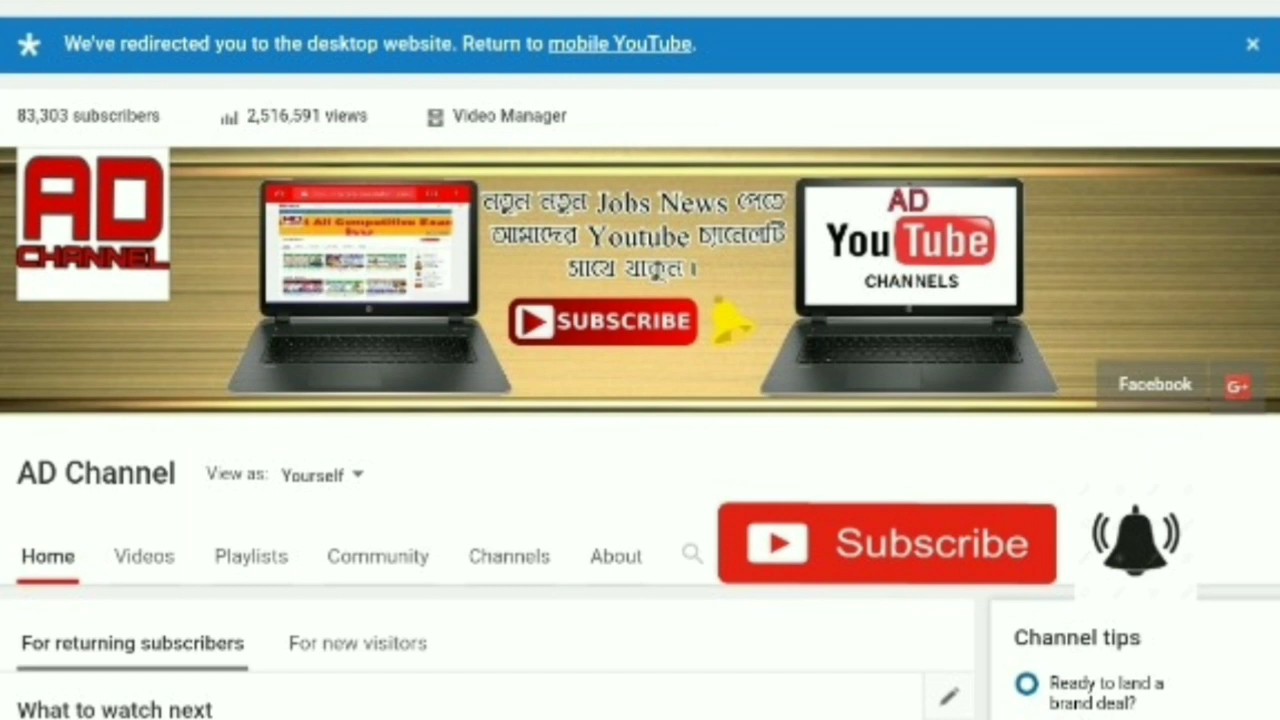 We've redirected you to the desktop website. Return to mobile YouTube.
83,303 subscribers
2,516,591 views
Video Manager
AD
CHANNEL
নতুন নতুন Jobs News পেতে
আমাদের Youtube চ্যানেলটি
সাথে থাকুন।
SUBSCRIBE
AD
YouTube
CHANNELS
Facebook
G+
AD Channel
View as: Yourself
Home
Videos
Playlists
Community
Channels
About
Subscribe
For returning subscribers
For new visitors
Channel tips
Ready to land a
brand deal?
What to watch next